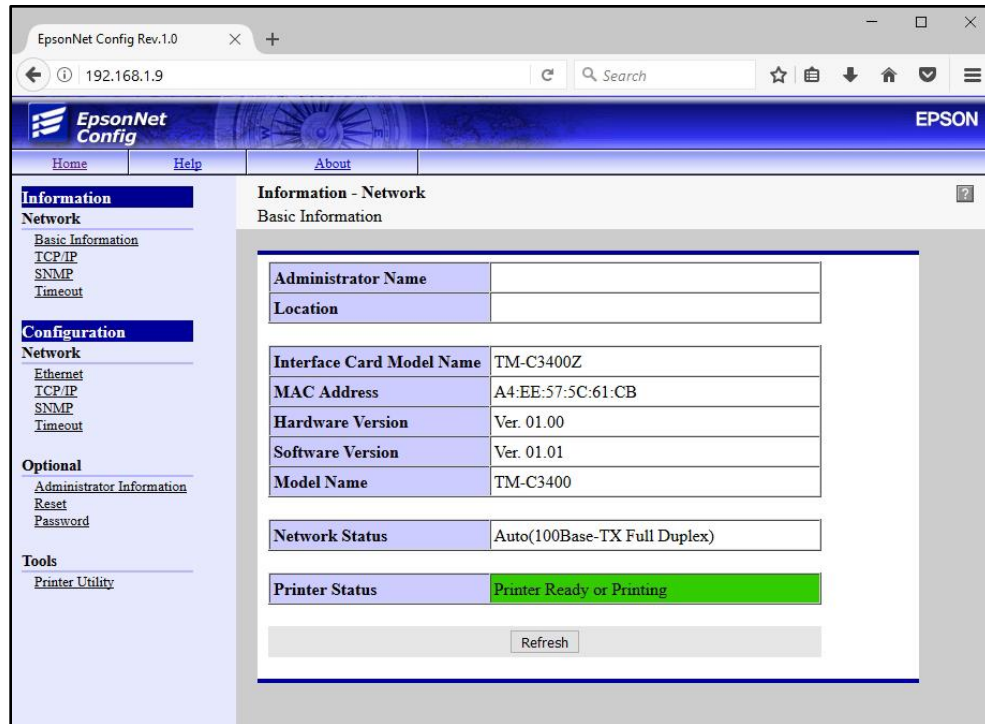 EpsonNet Config Rev.1.0
192.168.1.9
Search
EpsonNet
Config
EPSON
Home Help About
Information
Network
Basic Information
TCP/IP
SNMP
Timeout
Configuration
Network
Ethernet
TCP/IP
SNMP
Timeout
Optional
Administrator Information
Reset
Password
Tools
Printer Utility
Information - Network
?
Basic Information
Administrator Name
Location
Interface Card Model Name TM-C3400Z
MAC Address A4:EE:57:5C:61:CB
Hardware Version Ver. 01.00
Software Version Ver. 01.01
Model Name TM-C3400
Network Status Auto(100Base-TX Full Duplex)
Printer Status Printer Ready or Printing
Refresh